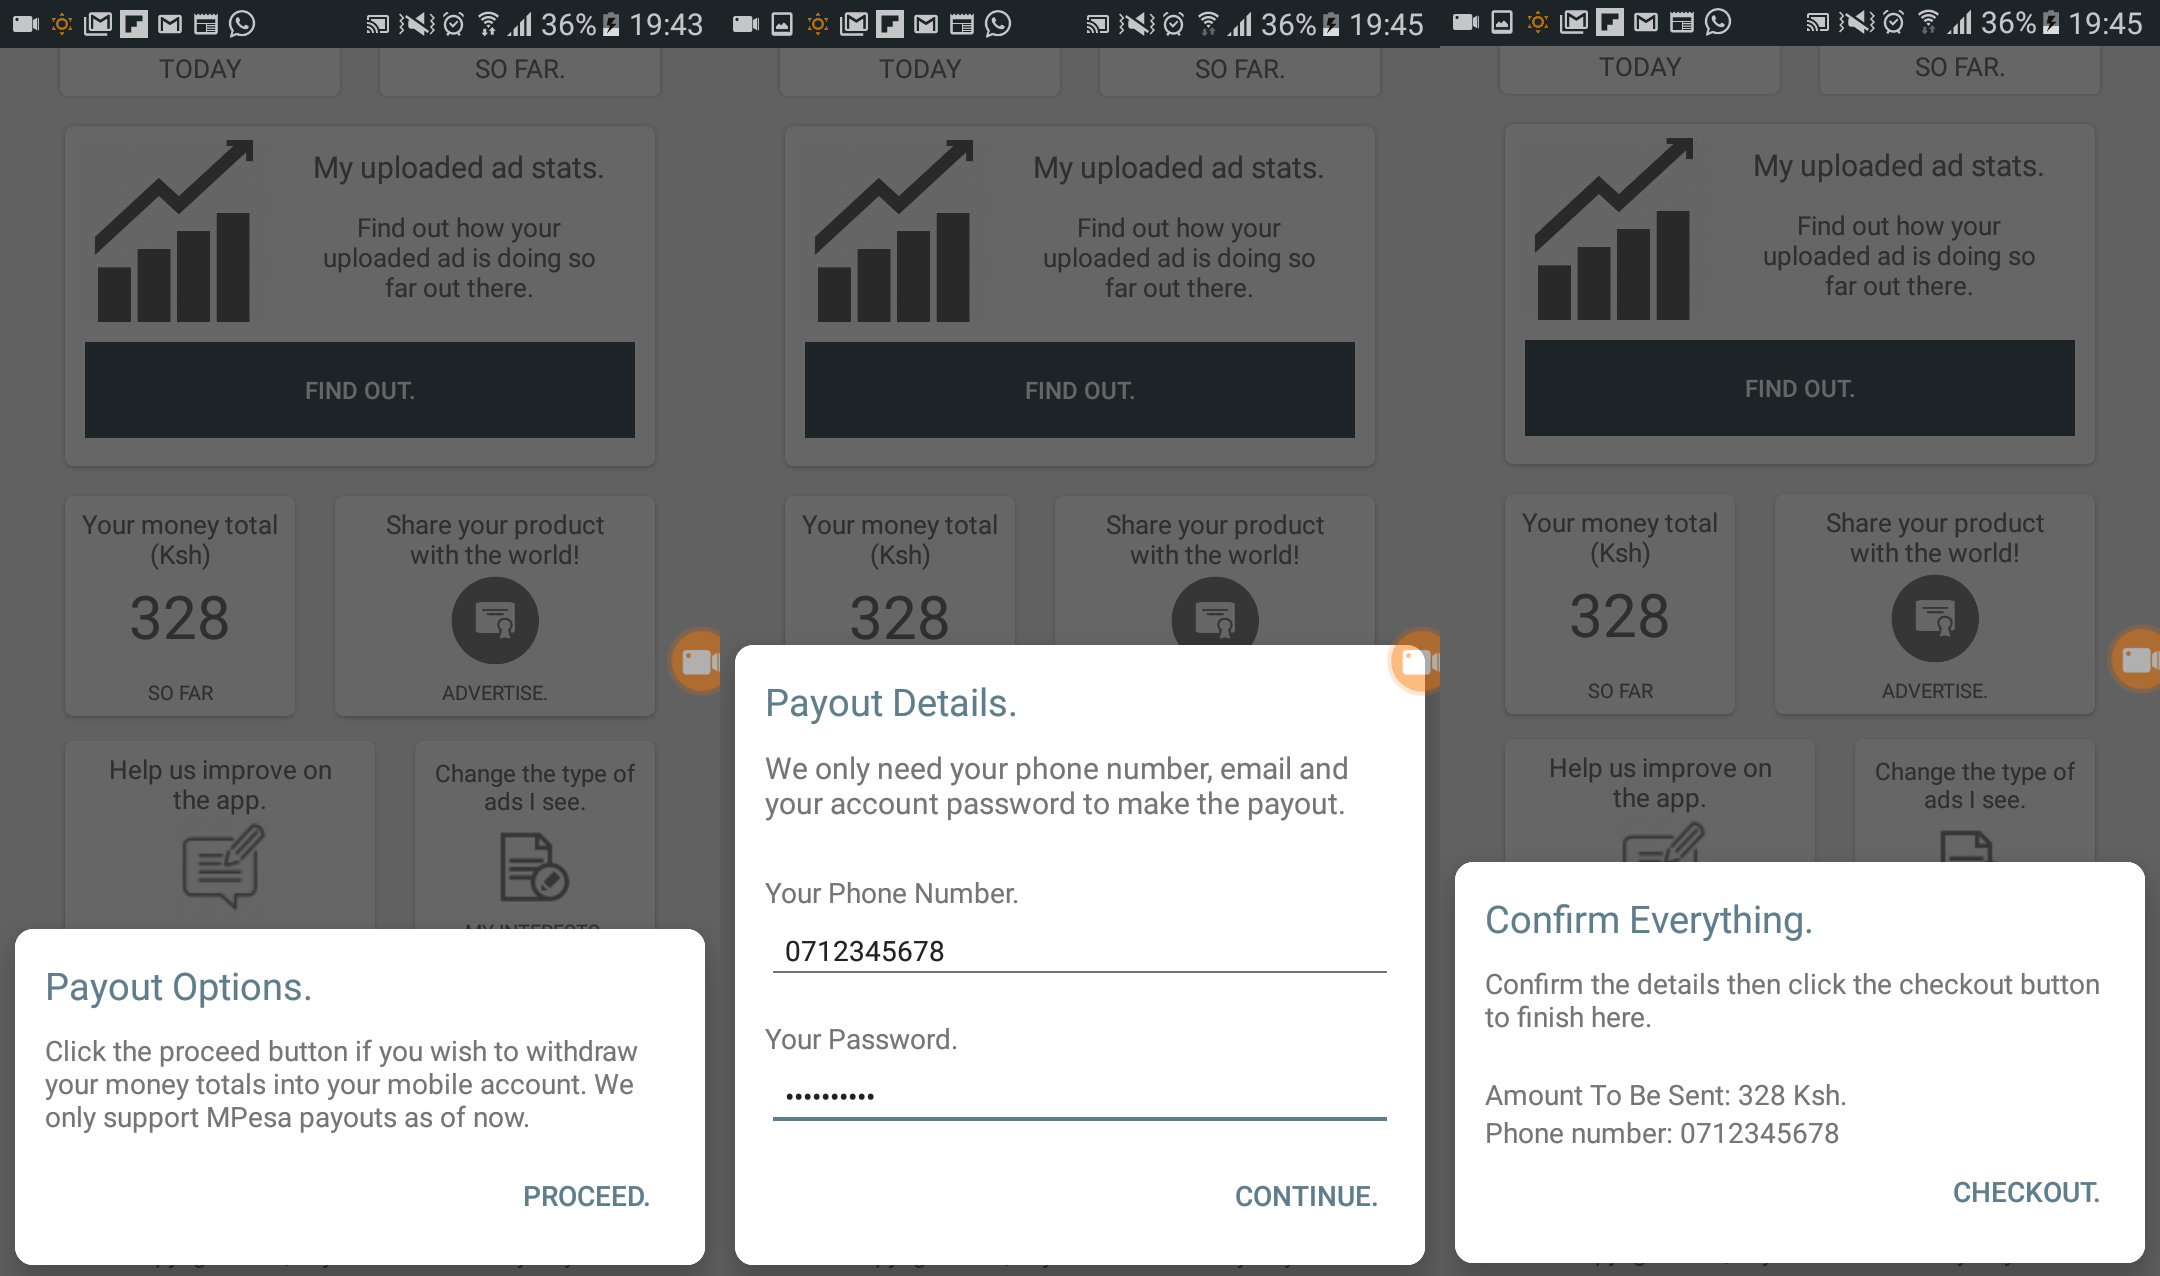 36% 19:43
TODAY
SO FAR.
My uploaded ad stats.
Find out how your
uploaded ad is doing so
far out there.
FIND OUT.
Your money total
(Ksh)
328
SO FAR
Share your product
with the world!
ADVERTISE.
Help us improve on
the app.
Change the type of
ads I see.
MY INTERESTS
Payout Options.
Click the proceed button if you wish to withdraw
your money totals into your mobile account. We
only support MPesa payouts as of now.
PROCEED.
36% 19:45
TODAY
SO FAR.
My uploaded ad stats.
Find out how your
uploaded ad is doing so
far out there.
FIND OUT.
Your money total
(Ksh)
328
Share your product
with the world!
Payout Details.
We only need your phone number, email and
your account password to make the payout.
Your Phone Number.
0712345678
Your Password.
••••••••••
CONTINUE.
36% 19:45
TODAY
SO FAR.
My uploaded ad stats.
Find out how your
uploaded ad is doing so
far out there.
FIND OUT.
Your money total
(Ksh)
328
SO FAR
Share your product
with the world!
ADVERTISE.
Help us improve on
the app.
Change the type of
ads I see.
Confirm Everything.
Confirm the details then click the checkout button
to finish here.
Amount To Be Sent: 328 Ksh.
Phone number: 0712345678
CHECKOUT.